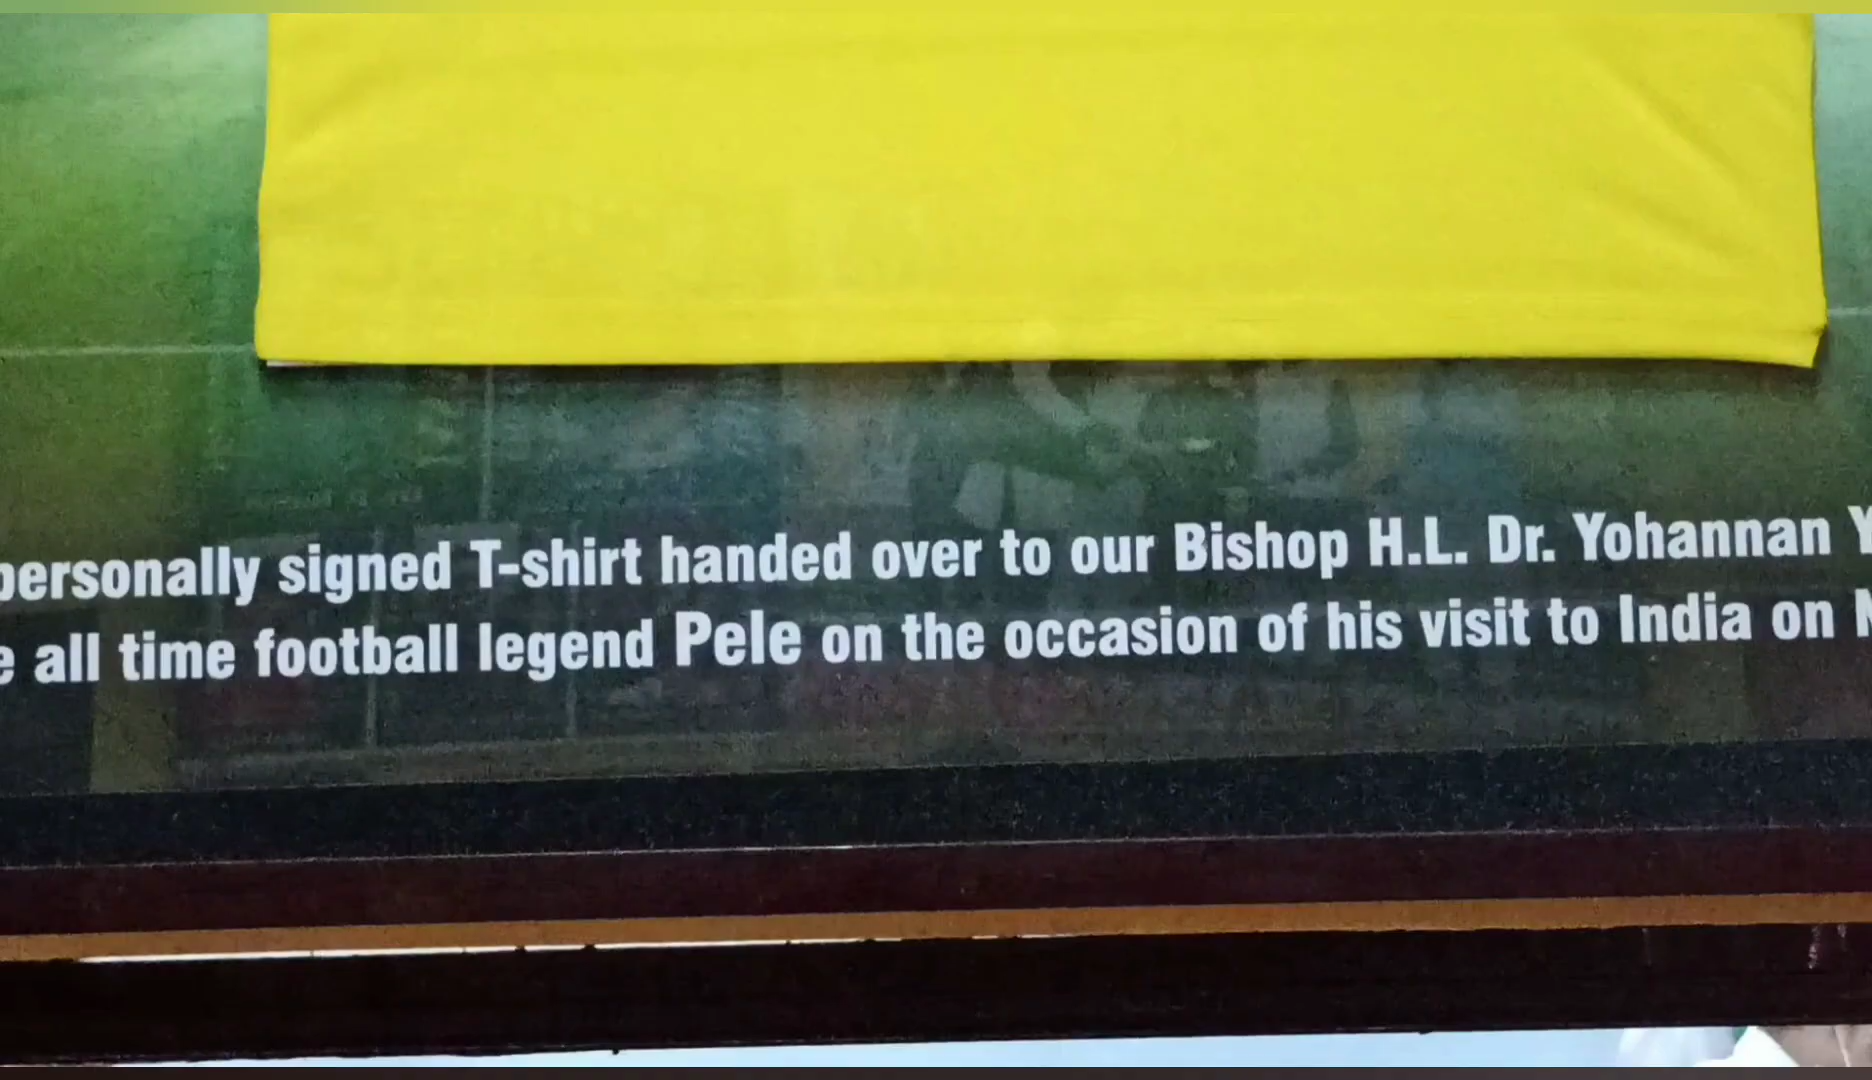 personally signed T-shirt handed over to our Bishop H.L. Dr. Yohannan
all time football legend Pele on the occasion of his visit to India on